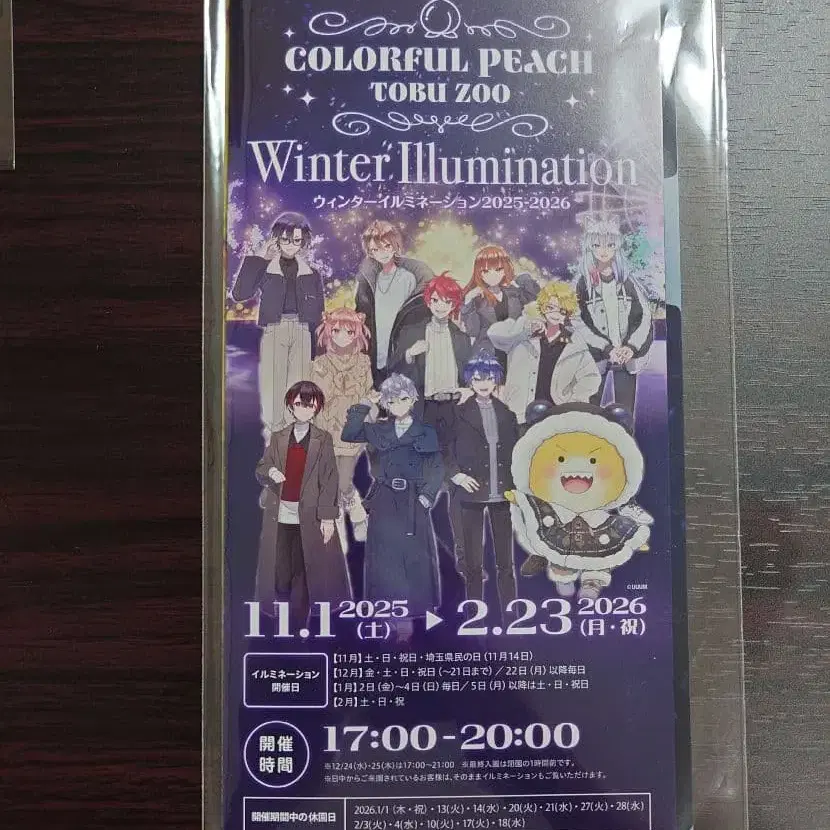 COLORFUL PEACH
TOBU ZOO
Winter Illumination
ウィンターイルミネーション2025-2026
©UUUM
11.1 2025 (土) ▶ 2.23 2026 (月・祝)
イルミネーション
開催日
【11月】土・日・祝日・埼玉県民の日(11月14日)
【12月】金・土・日・祝日(～21日まで)／22日(月)以降毎日
【1月】2日(金)～4日(日)毎日／5日(月)以降は土・日・祝日
【2月】土・日・祝
開催
時間
17:00-20:00
※12/24(水)・25(木)は17:00～21:00 ※最終入園は閉園の1時間前です。
※日中からご来園されているお客様は、そのままイルミネーションもご覧いただけます。
開催期間中の休園日
2026.1/1(木・祝)・13(火)・14(水)・20(火)・21(水)・27(火)・28(水)
2/3(火)・4(水)・10(火)・17(火)・18(水)